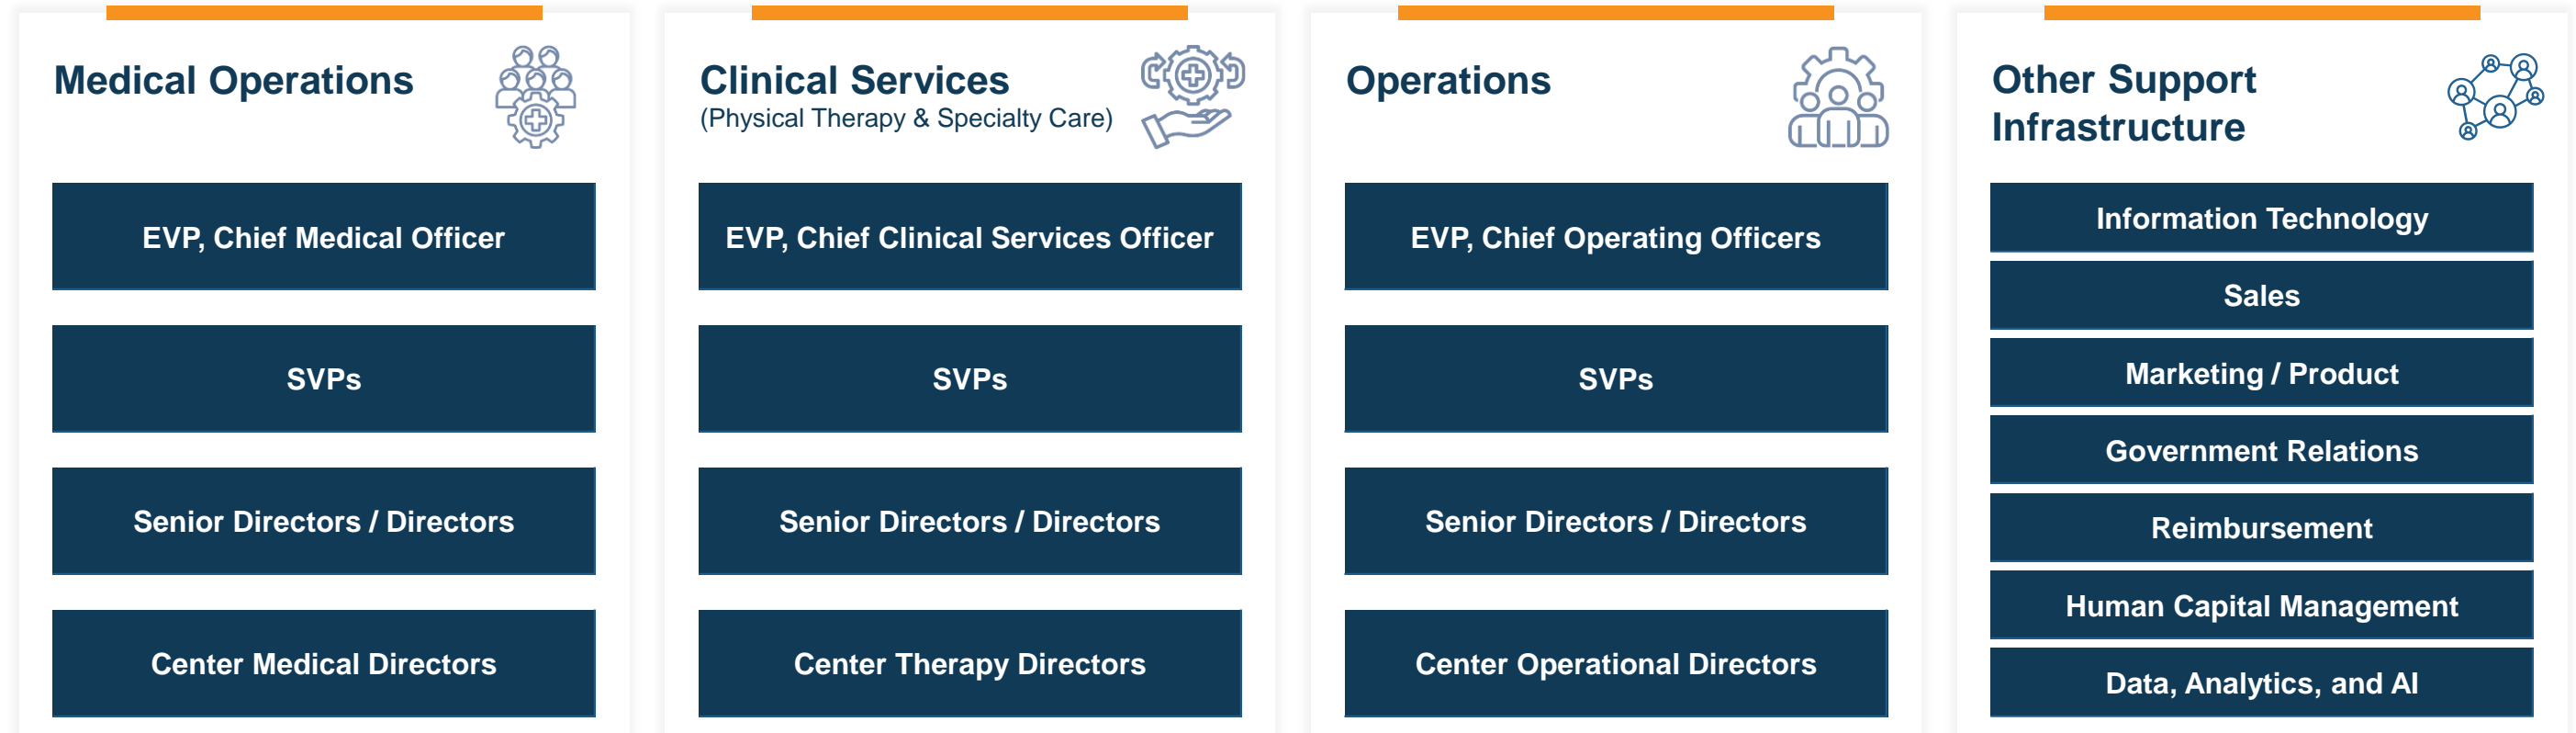 Medical Operations
EVP, Chief Medical Officer
SVPs
Senior Directors / Directors
Center Medical Directors
Clinical Services
(Physical Therapy & Specialty Care)
EVP, Chief Clinical Services Officer
SVPs
Senior Directors / Directors
Center Therapy Directors
Operations
EVP, Chief Operating Officers
SVPs
Senior Directors / Directors
Center Operational Directors
Other Support
Infrastructure
Information Technology
Sales
Marketing / Product
Government Relations
Reimbursement
Human Capital Management
Data, Analytics, and AI